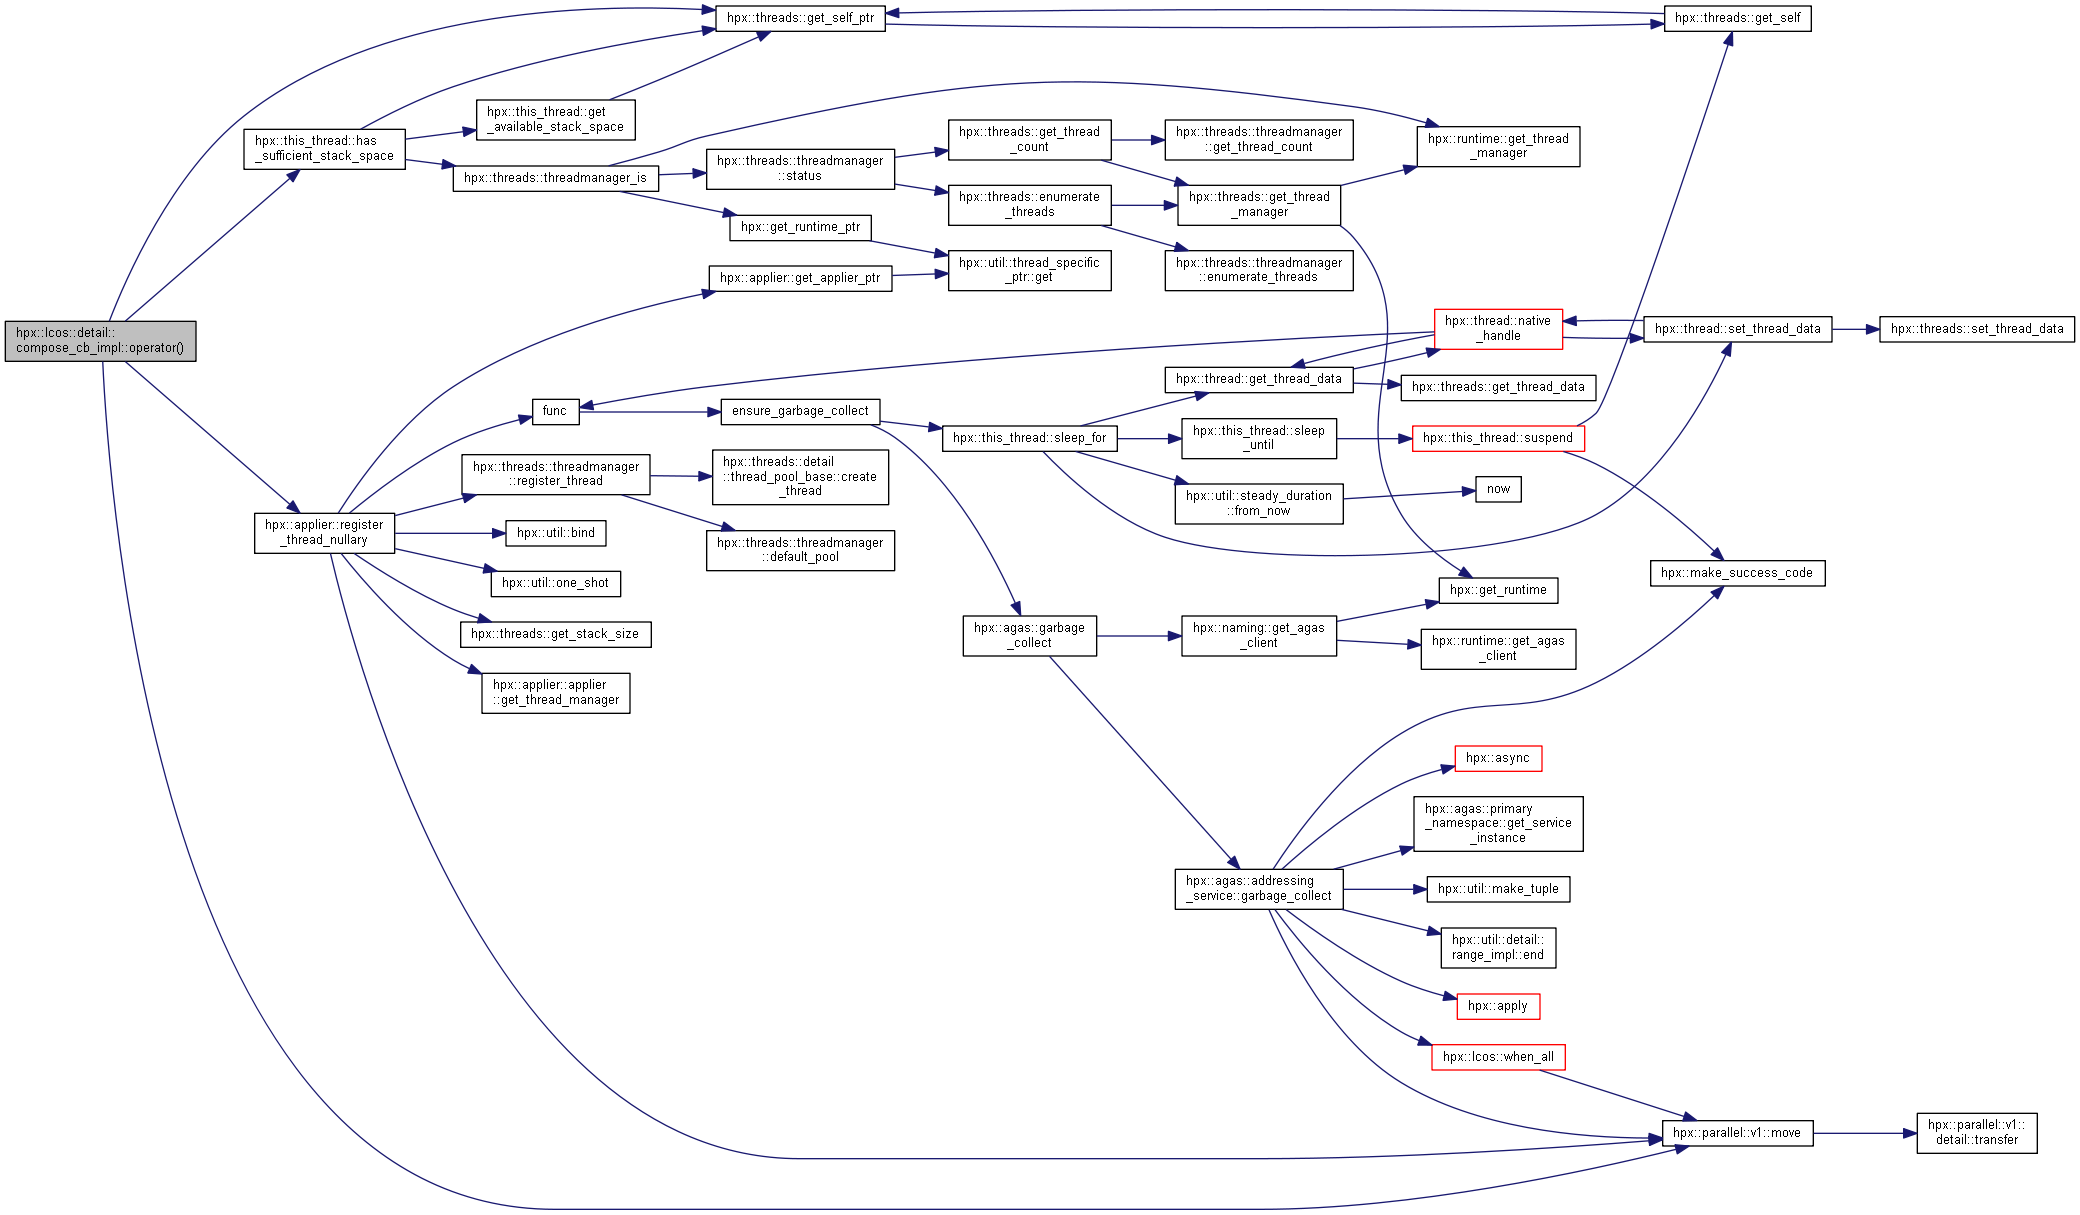 hpx::threads::get_self_ptr
hpx::threads::get_self
hpx::this_thread::get
_available_stack_space
hpx::this_thread::has
_sufficient_stack_space
hpx::threads::threadmanager_is
hpx::threads::threadmanager
::status
hpx::threads::get_thread
_count
hpx::threads::threadmanager
::get_thread_count
hpx::runtime::get_thread
_manager
hpx::threads::enumerate
_threads
hpx::threads::get_thread
_manager
hpx::get_runtime_ptr
hpx::util::thread_specific
_ptr::get
hpx::threads::threadmanager
::enumerate_threads
hpx::applier::get_applier_ptr
hpx::lcos::detail::
compose_cb_impl::operator()
hpx::thread::native
_handle
hpx::thread::set_thread_data
hpx::threads::set_thread_data
hpx::thread::get_thread_data
hpx::threads::get_thread_data
func
ensure_garbage_collect
hpx::this_thread::sleep_for
hpx::this_thread::sleep
_until
hpx::this_thread::suspend
hpx::threads::threadmanager
::register_thread
hpx::threads::detail
::thread_pool_base::create
_thread
hpx::util::steady_duration
::from_now
now
hpx::applier::register
_thread_nullary
hpx::util::bind
hpx::threads::threadmanager
::default_pool
hpx::util::one_shot
hpx::make_success_code
hpx::get_runtime
hpx::threads::get_stack_size
hpx::agas::garbage
_collect
hpx::naming::get_agas
_client
hpx::runtime::get_agas
_client
hpx::applier::applier
::get_thread_manager
hpx::async
hpx::agas::primary
_namespace::get_service
_instance
hpx::agas::addressing
_service::garbage_collect
hpx::util::make_tuple
hpx::util::detail::
range_impl::end
hpx::apply
hpx::lcos::when_all
hpx::parallel::v1::move
hpx::parallel::v1::
detail::transfer